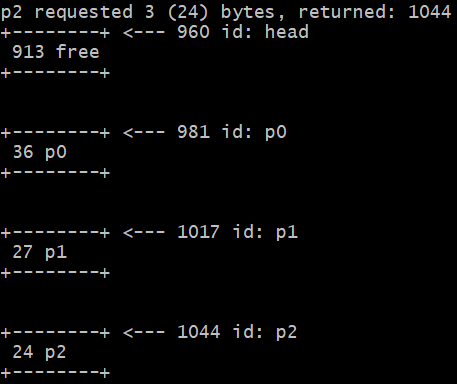 p2 requested 3 (24) bytes, returned: 1044
+--------+ <--- 960 id: head
913 free
+--------+
+--------+ <--- 981 id: p0
36 p0
+--------+
+--------+ <--- 1017 id: p1
27 p1
+--------+
+--------+ <--- 1044 id: p2
24 p2
+--------+